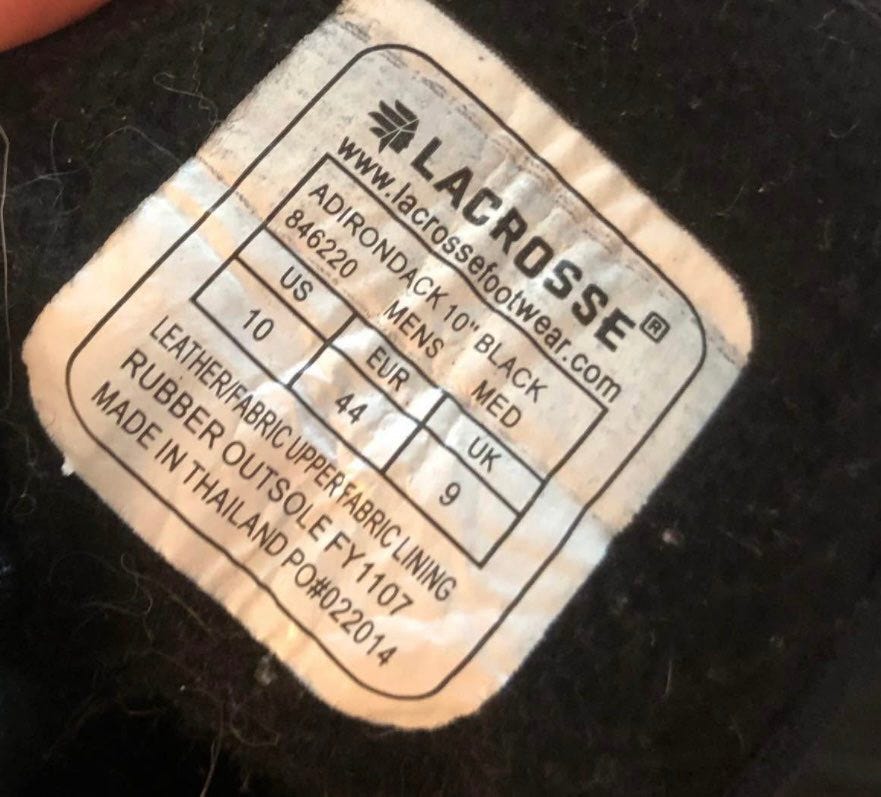 LACROSSE®
www.lacrossefootwear.com
ADIRONDACK 10" BLACK
846220 MENS MED
US EUR UK
10 44 9
LEATHER/FABRIC UPPER FABRIC LINING
RUBBER OUTSOLE FY1107
MADE IN THAILAND PO#022014